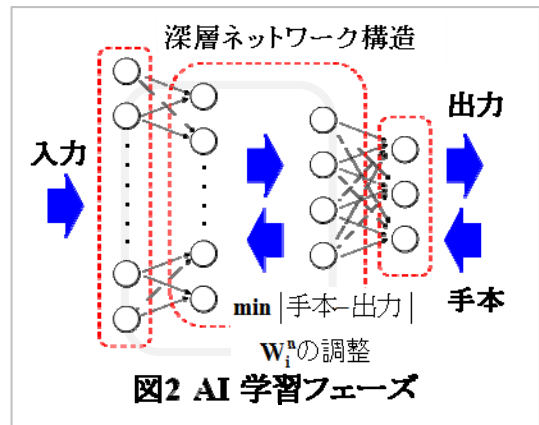 深層ネットワーク構造
入力
出力
手本
min |手本−出力|
W_i^nの調整
図2 AI 学習フェーズ